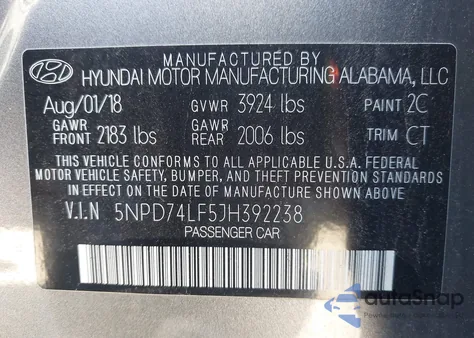 MANUFACTURED BY
HYUNDAI MOTOR MANUFACTURING ALABAMA, LLC
Aug/01/18 GVWR 3924 lbs PAINT 2C
GAWR FRONT 2183 lbs GAWR REAR 2006 lbs TRIM CT
THIS VEHICLE CONFORMS TO ALL APPLICABLE U.S.A. FEDERAL
MOTOR VEHICLE SAFETY, BUMPER, AND THEFT PREVENTION STANDARDS
IN EFFECT ON THE DATE OF MANUFACTURE SHOWN ABOVE.
V.I.N 5NPD74LF5JH392238
PASSENGER CAR
autoSnap